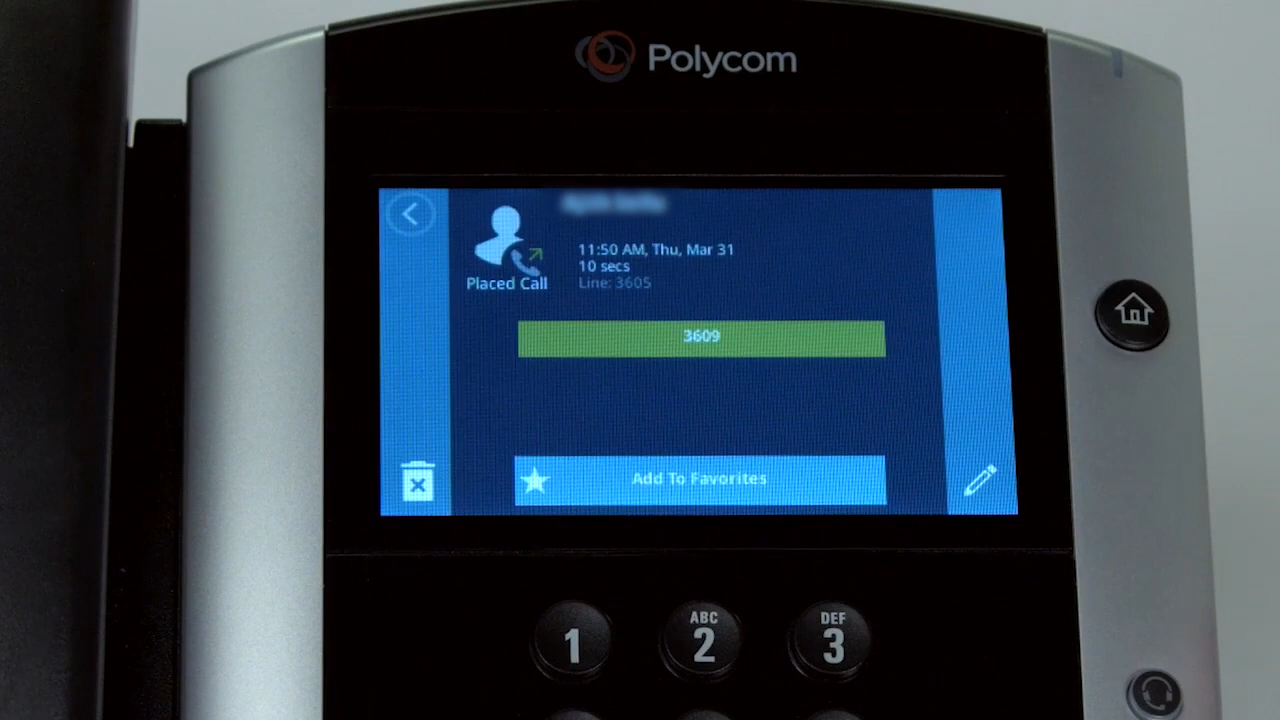 Polycom
11:50 AM, Thu, Mar 31
10 secs
Placed Call
Line: 3605
3609
Add To Favorites
1
ABC
2
DEF
3